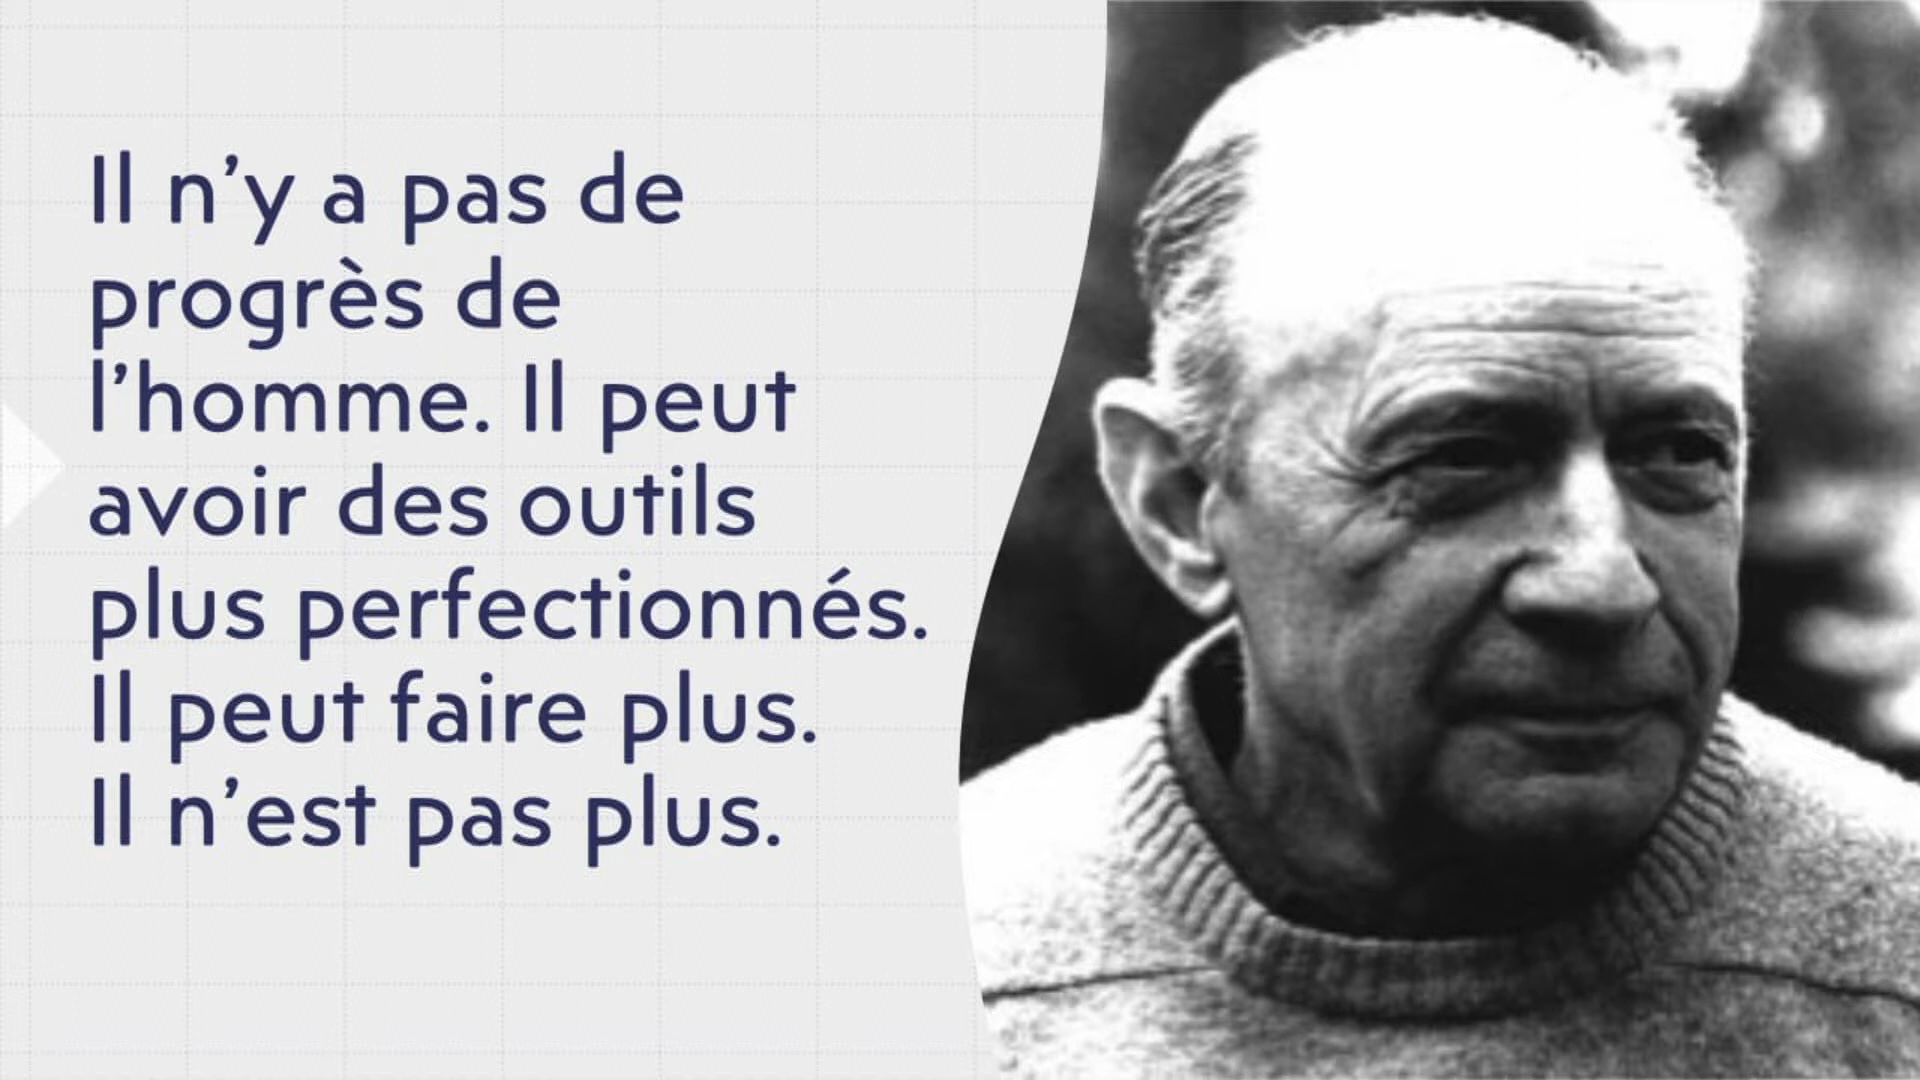 Il n’y a pas de
progrès de
l’homme. Il peut
avoir des outils
plus perfectionnés.
Il peut faire plus.
Il n’est pas plus.